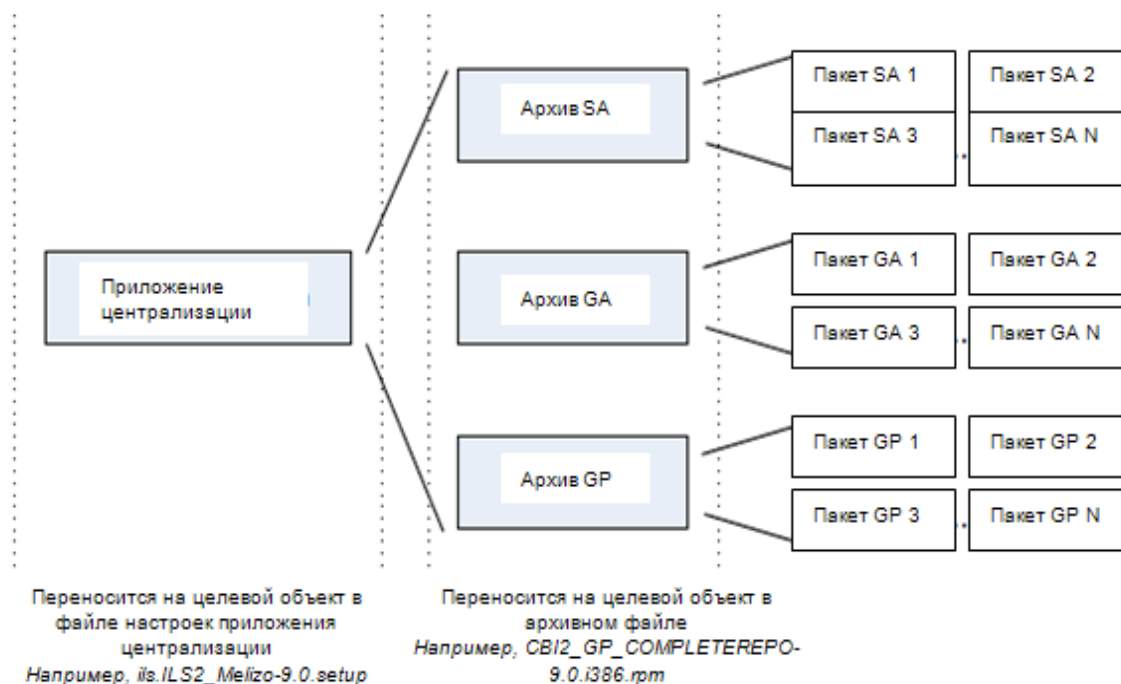 Пакет SA 1
Пакет SA 2
Архив SA
Пакет SA 3
..
Пакет SA N
Пакет GA 1
Пакет GA 2
Приложение
централизации
Архив GA
Пакет GA 3
..
Пакет GA N
Пакет GP 1
Пакет GP 2
Архив GP
Пакет GP 3
..
Пакет GP N
Переносится на целевой объект в
файле настроек приложения
централизации
Например, ils.ILS2_Melizo-9.0.setup
Переносится на целевой объект в
архивном файле
Например, CBI2_GP_COMPLETEREPO-
9.0.i386.rpm